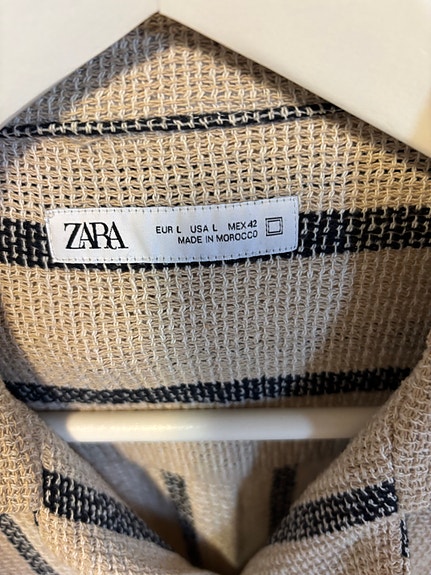 ZARA
EUR L USA L MEX 42
MADE IN MOROCCO